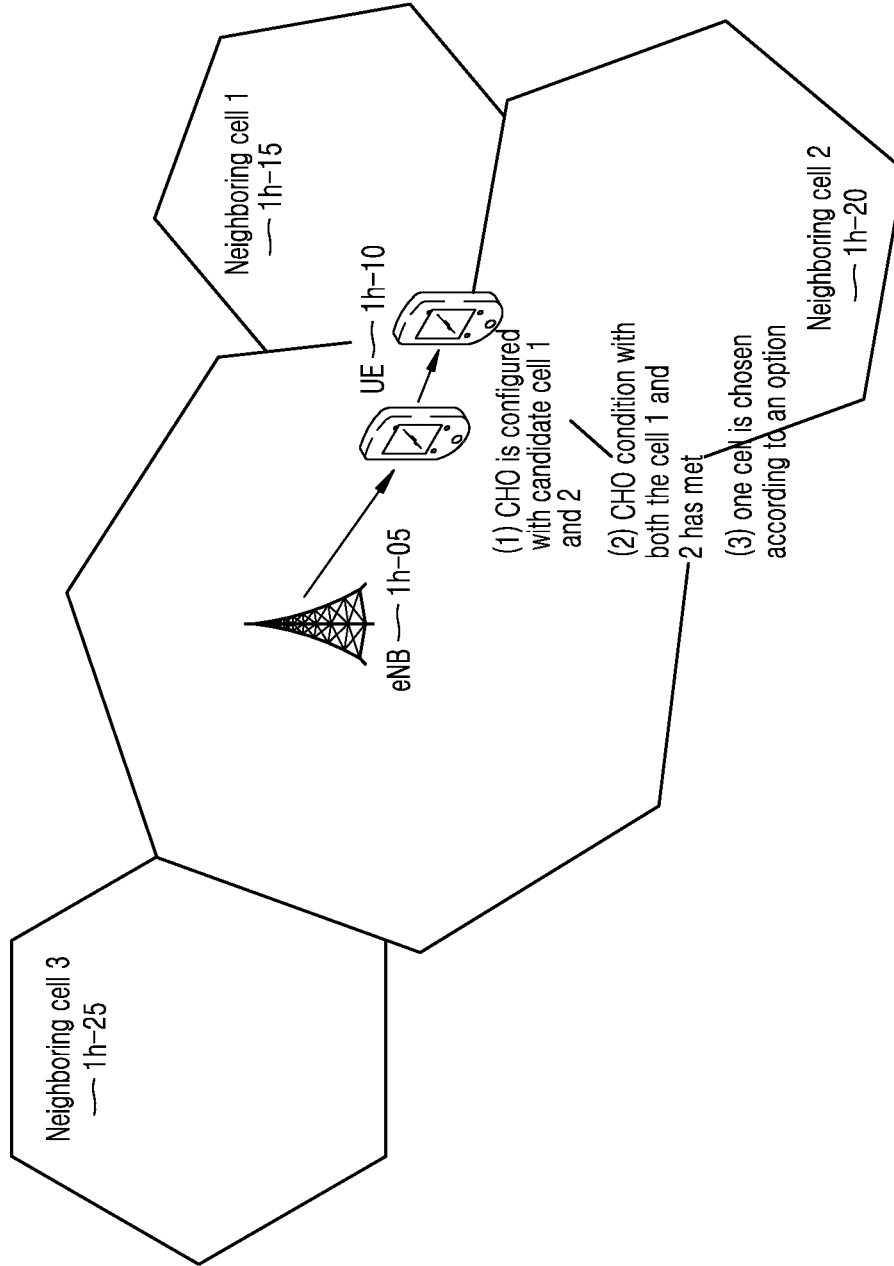 Neighboring cell 3
1h-25
eNB
1h-05
UE
1h-10
Neighboring cell 1
1h-15
(1) CHO is configured
with candidate cell 1
and 2
(2) CHO condition with
both the cell 1 and
2 has met
(3) one cell is chosen
according to an option
Neighboring cell 2
1h-20